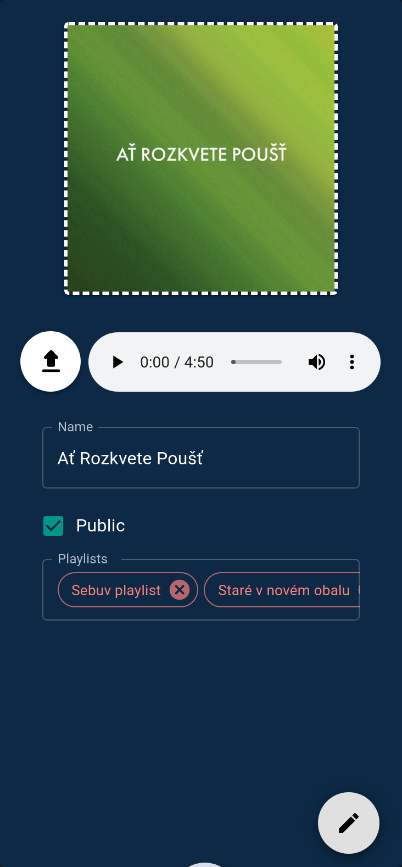 AŤ ROZKVETE POUŠŤ
0:00 / 4:50
Name
Ať Rozkvete Poušť
Public
Playlists
Sebuv playlist
Staré v novém obalu